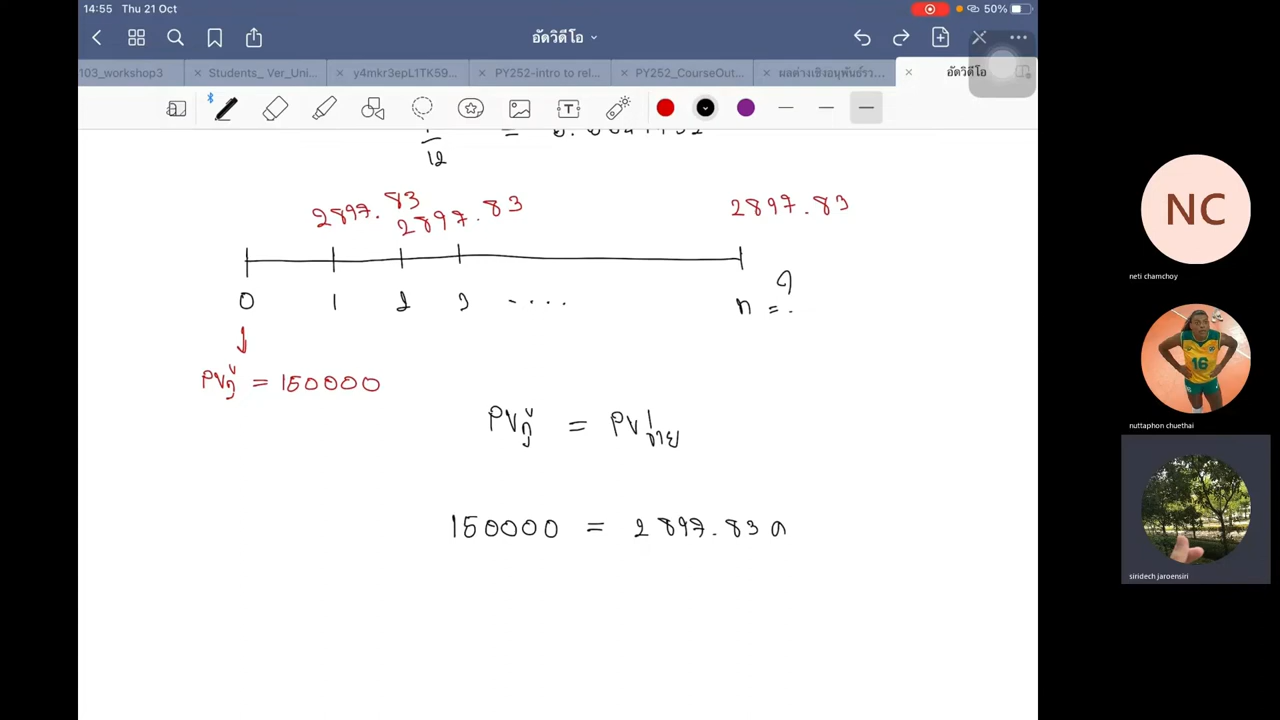 14:55 Thu 21 Oct
50%
อัดวิดีโอ
103_workshop3
Students_ Ver_Uni...
y4mkr3epL1TK59...
PY252-intro to rel...
PY252_CourseOut...
ผลต่างเชิงอนุพันธ์รว...
อัดวิดีโอ
12
2897.83
2897.83
2897.83
0 1 2 3 .... n = ?
PVกู้ = 150000
PVกู้ = PVจ่าย
150000 = 2897.83 a
NC
neti chamchoy
16
nuttaphon chuethai
siridech jaroensiri